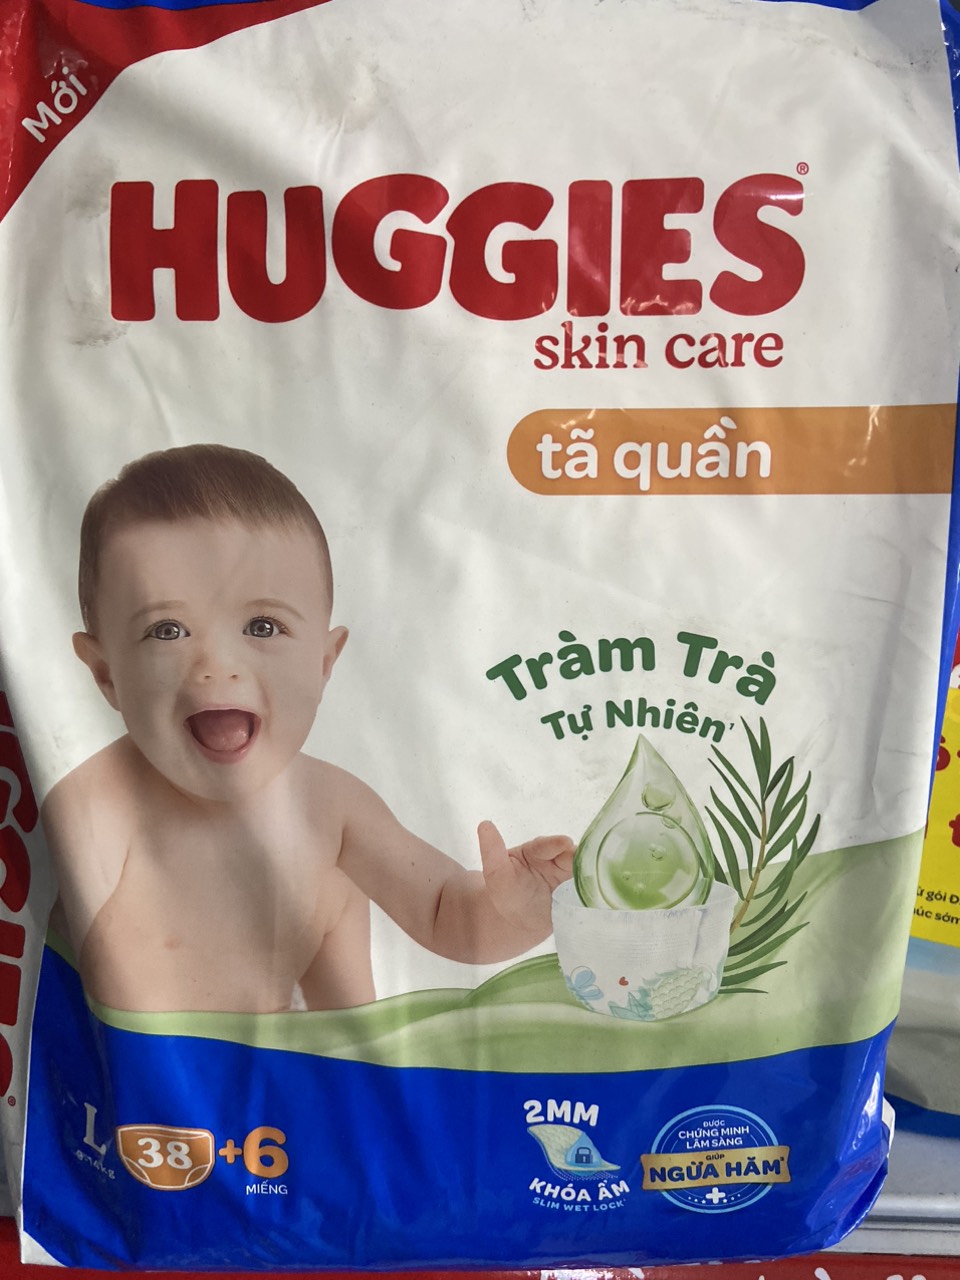 Mới
HUGGIES®
skin care
tã quần
Tràm Trà
Tự Nhiên¹
L
38
+6
MIẾNG
2MM
KHÓA ẨM
SLIM WET LOCK
ĐƯỢC
CHỨNG MINH
LÂM SÀNG
GIÚP
NGỪA HĂM